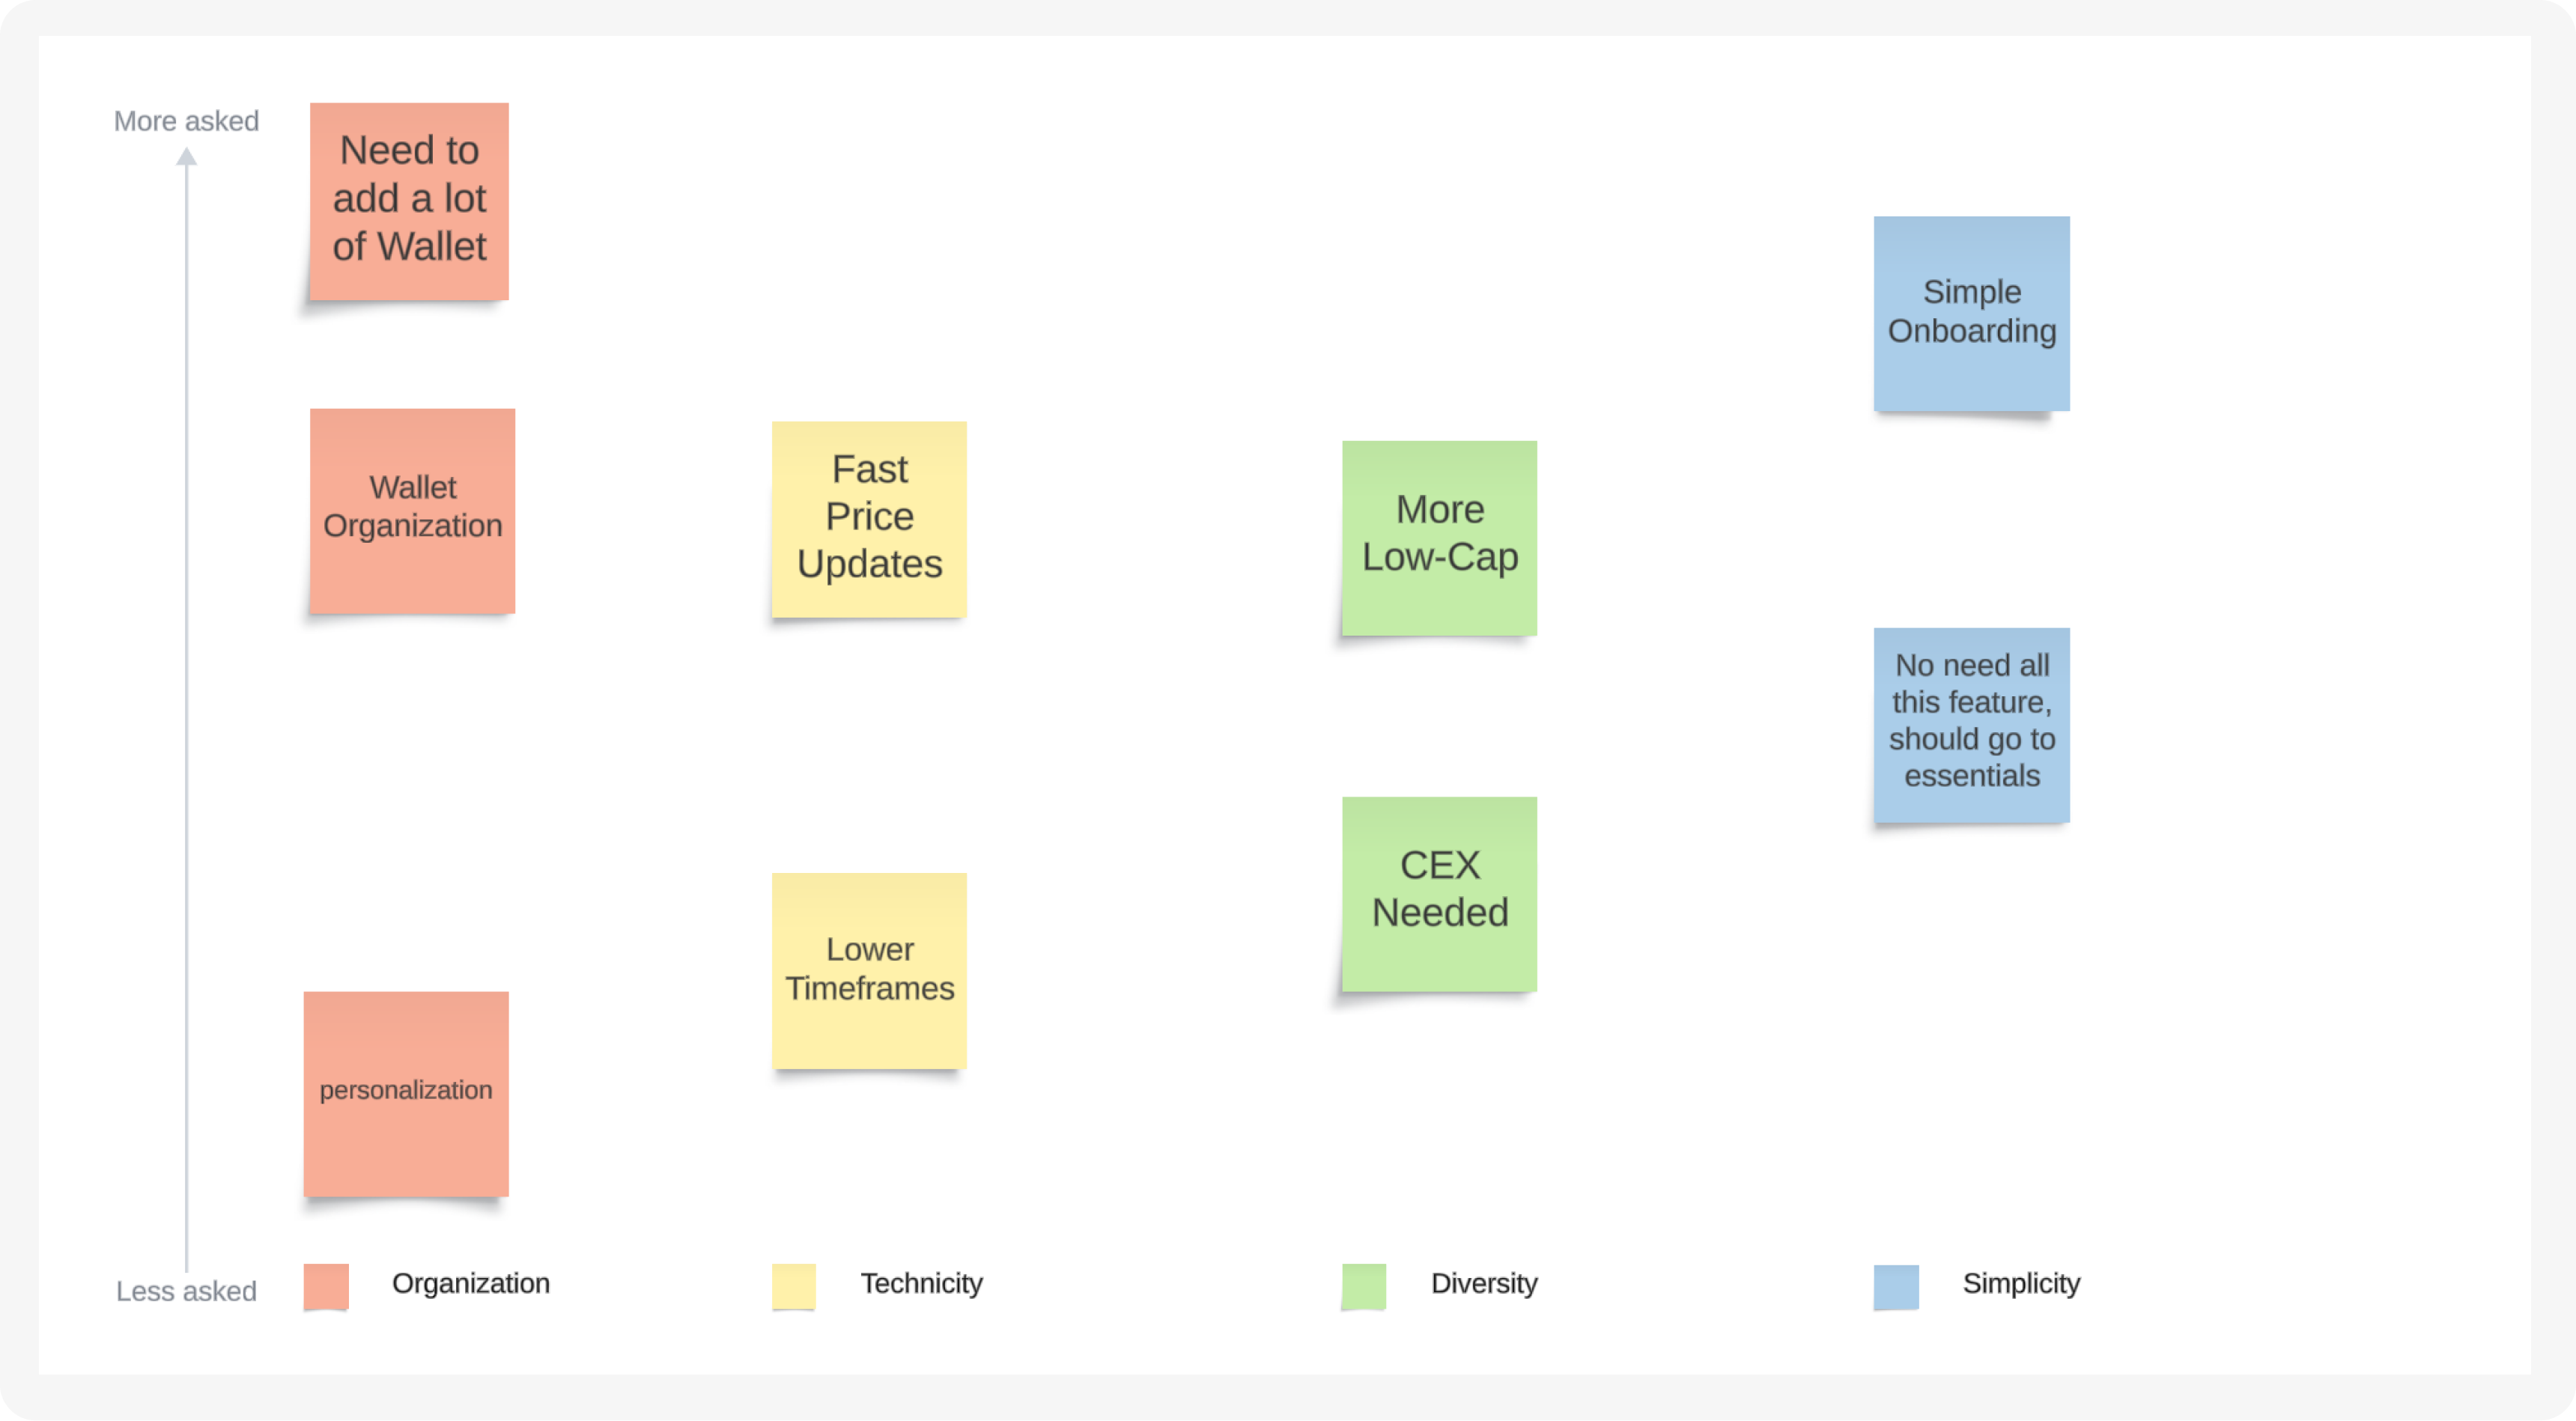 More asked
Need to
add a lot
of Wallet
Simple
Onboarding
Wallet
Organization
Fast
Price
Updates
More
Low-Cap
No need all
this feature,
should go to
essentials
CEX
Needed
Lower
Timeframes
personalization
Less asked
Organization
Technicity
Diversity
Simplicity